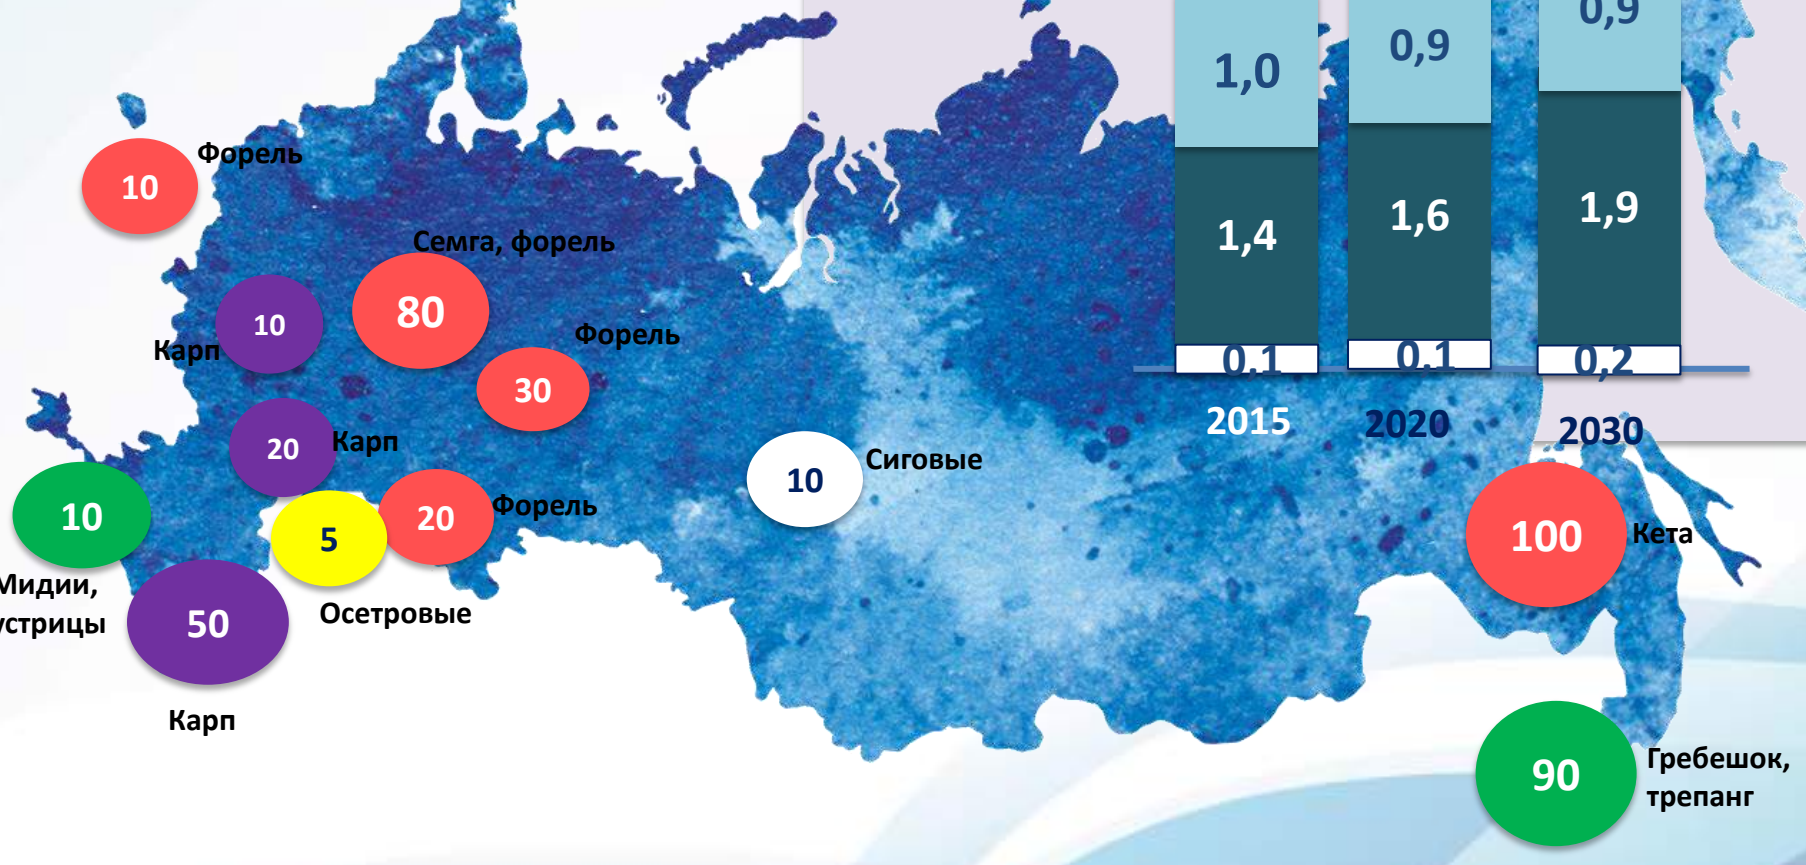 0,9
0,9
1,0
1,4
1,6
1,9
0,1
0,1
0,2
2015
2020
2030
Форель
10
Семга, форель
80
10
Карп
Форель
30
20
Карп
10
Сиговые
10
Мидии,
устрицы
5
Осетровые
20
Форель
50
Карп
100
Кета
90
Гребешок,
трепанг